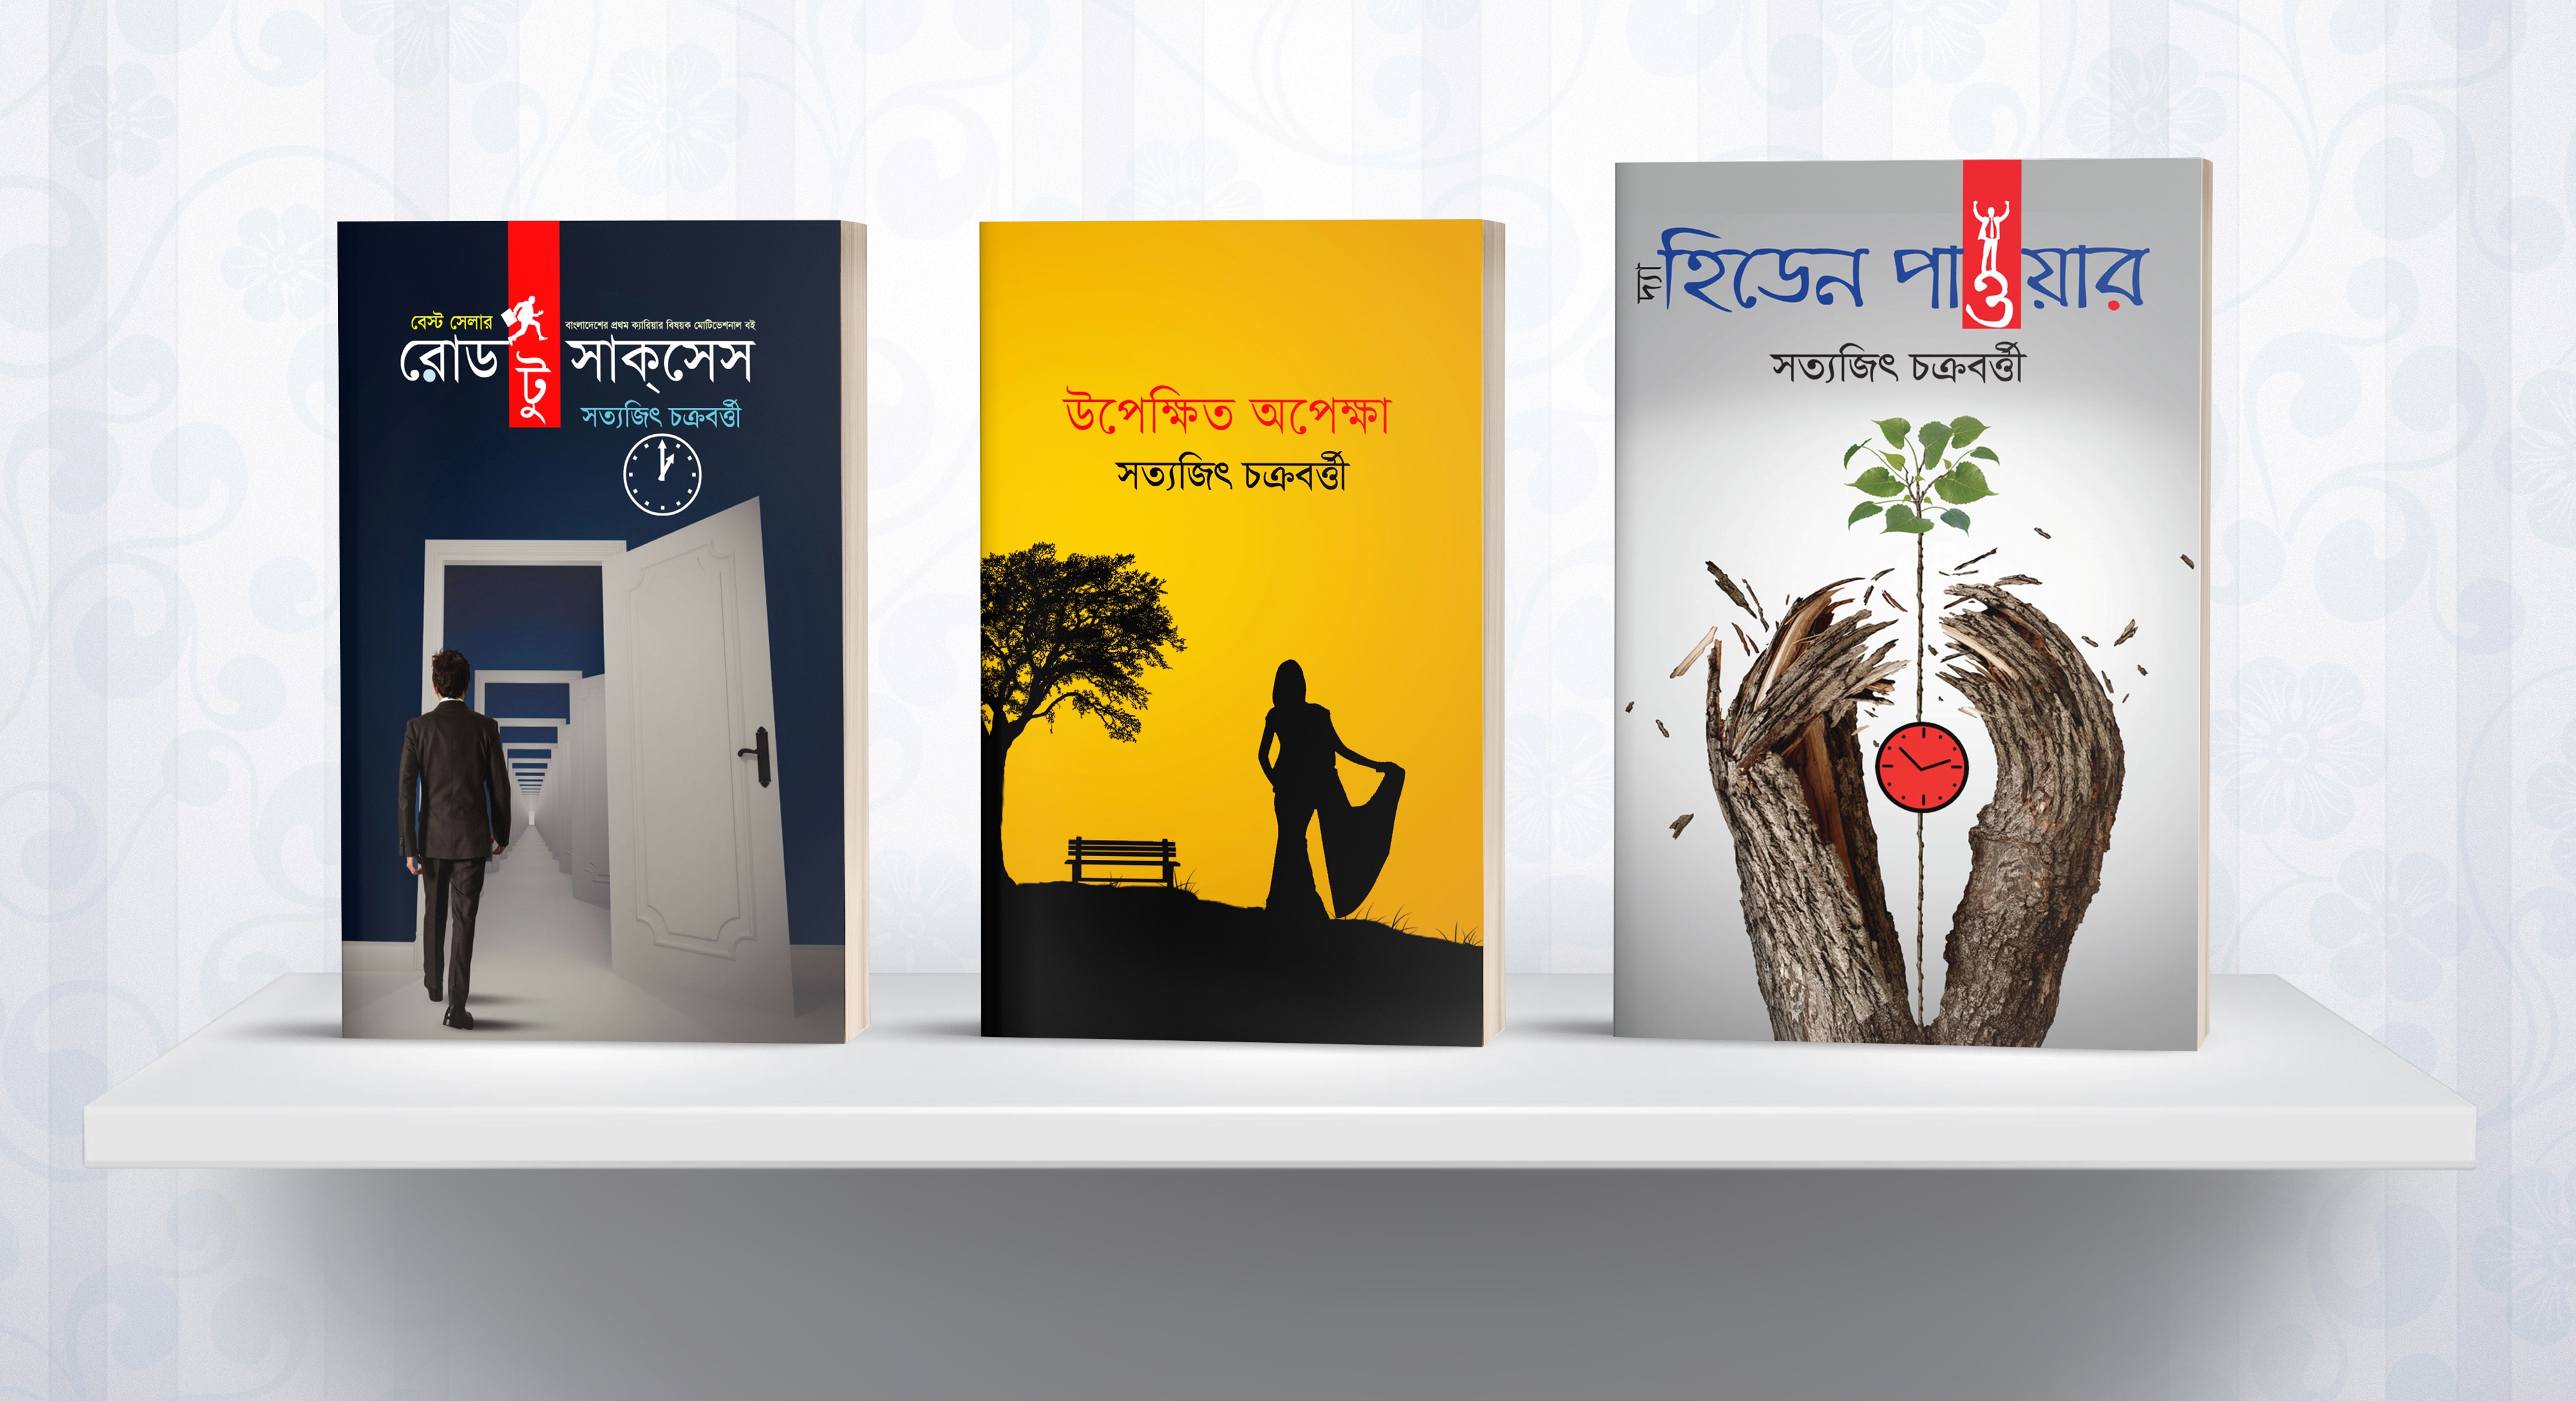 বেস্ট সেলার
বাংলাদেশের প্রথম ক্যারিয়ার বিষয়ক মোটিভেশনাল বই
রোড টু সাক্‌সেস
সত্যজিৎ চক্রবর্ত্তী
উপেক্ষিত অপেক্ষা
সত্যজিৎ চক্রবর্ত্তী
দ্যা হিডেন পাওয়ার
সত্যজিৎ চক্রবর্ত্তী